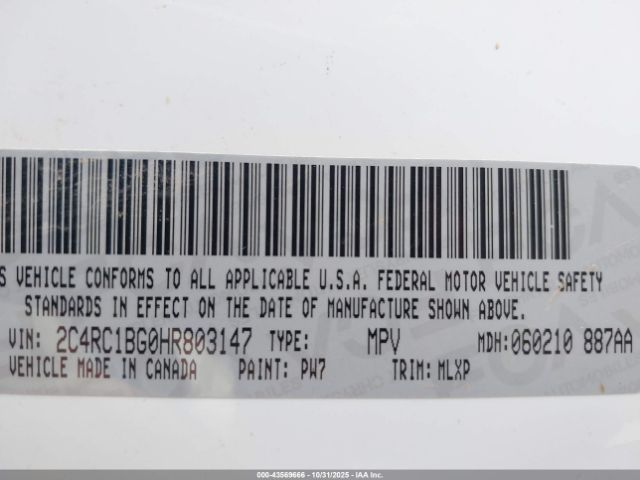 S VEHICLE CONFORMS TO ALL APPLICABLE U.S.A. FEDERAL MOTOR VEHICLE SAFETY
STANDARDS IN EFFECT ON THE DATE OF MANUFACTURE SHOWN ABOVE.
VIN: 2C4RC1BG0HR803147 TYPE: MPV MDH:060210 887AA
VEHICLE MADE IN CANADA PAINT: PW7 TRIM: MLXP
000-43569666 - 10/31/2025 - IAA Inc.